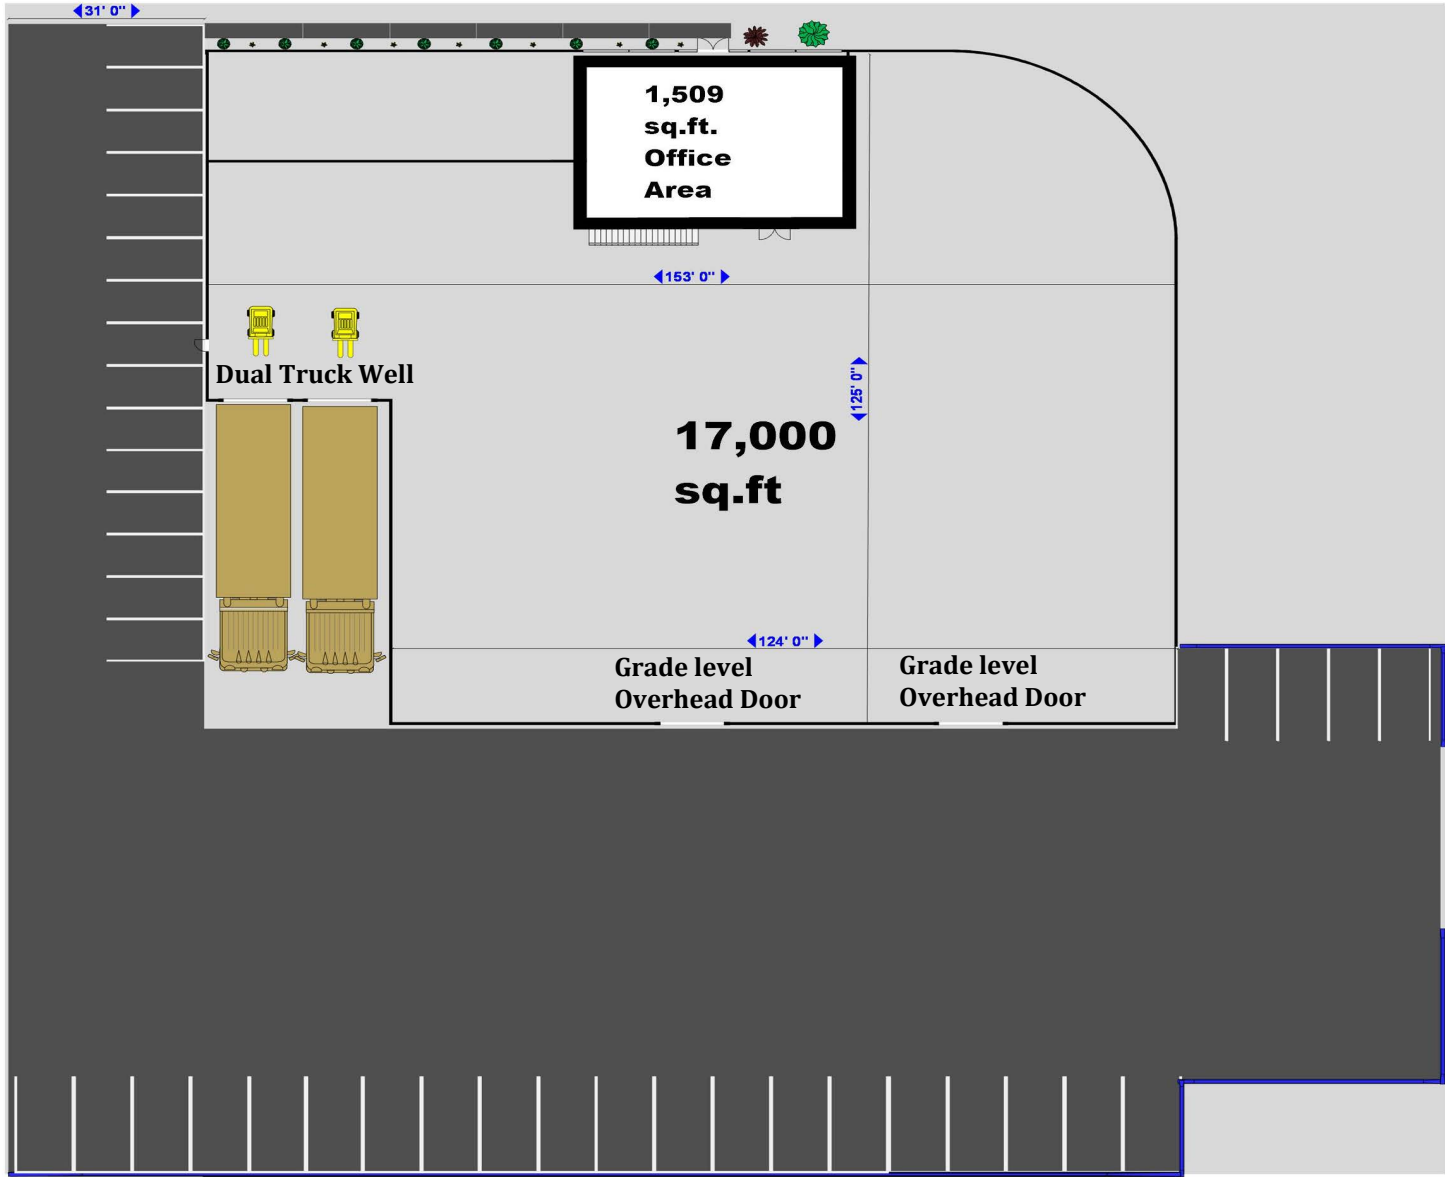 31' 0"
1,509
sq.ft.
Office
Area
153' 0"
Dual Truck Well
125' 0"
17,000
sq.ft
124' 0"
Grade level
Overhead Door
Grade level
Overhead Door